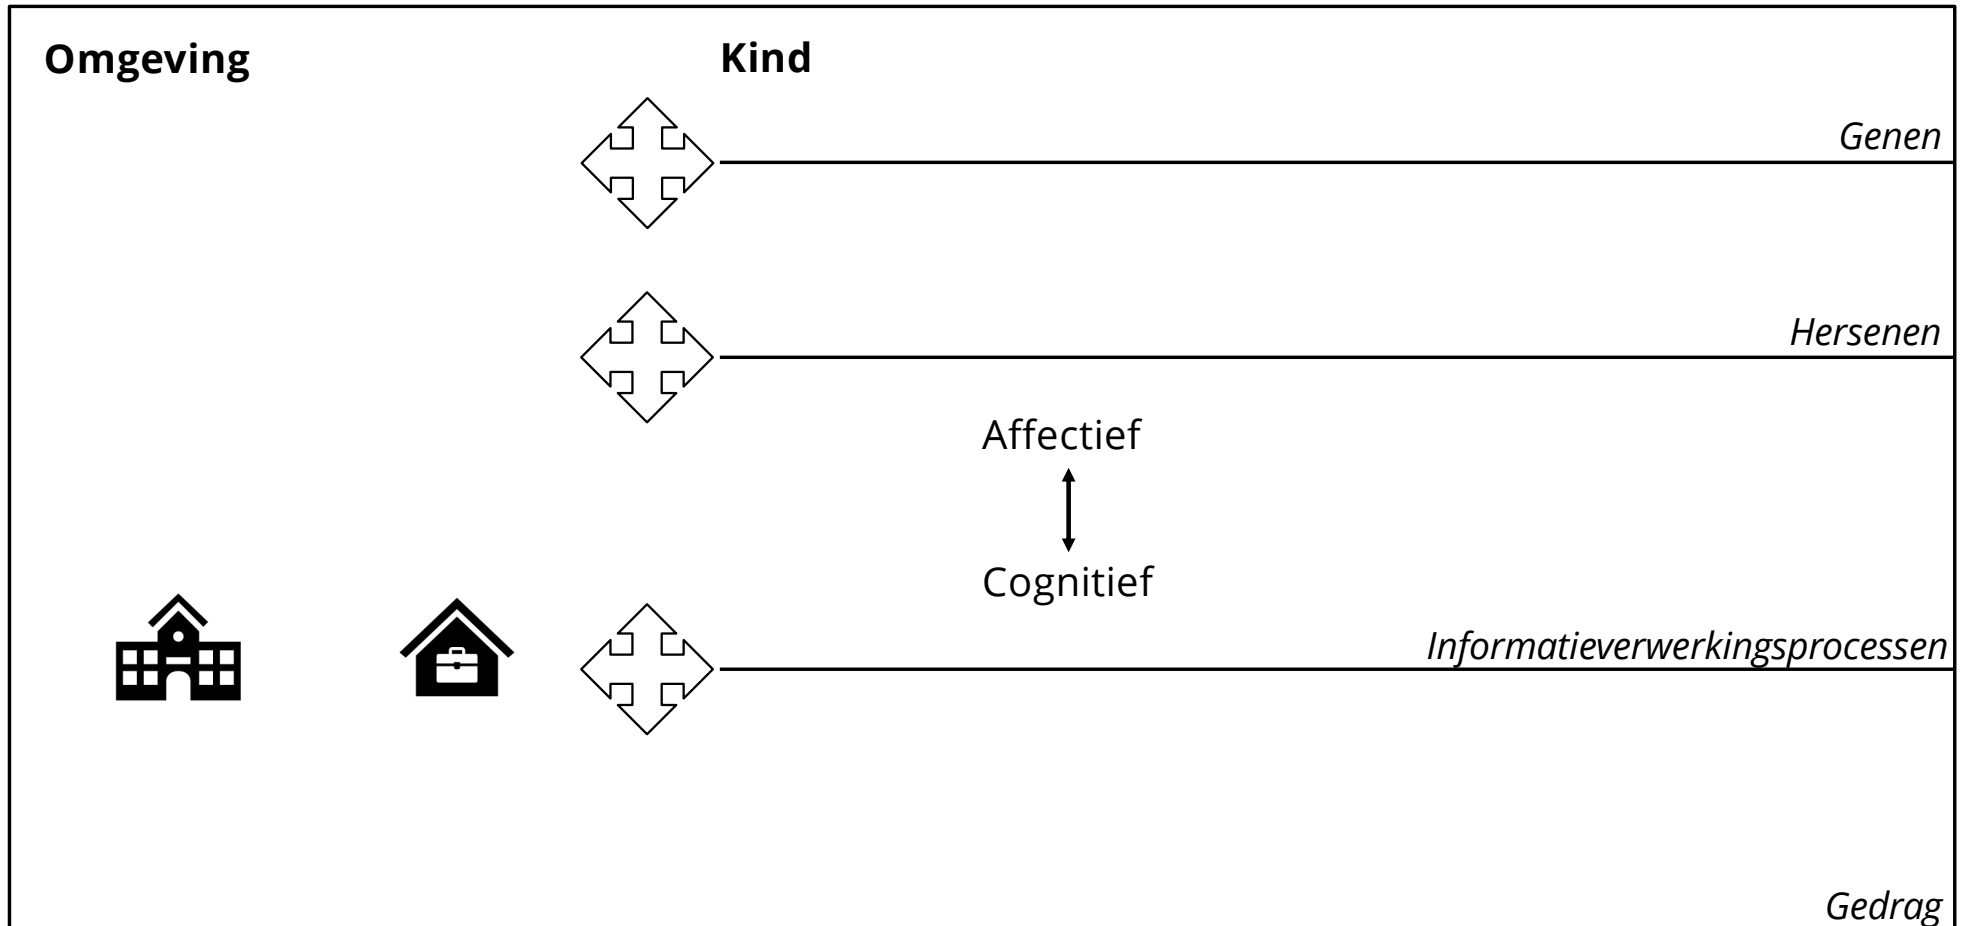 Omgeving
Kind
Genen
Hersenen
Affectief
Cognitief
Informatieverwerkingsprocessen
Gedrag